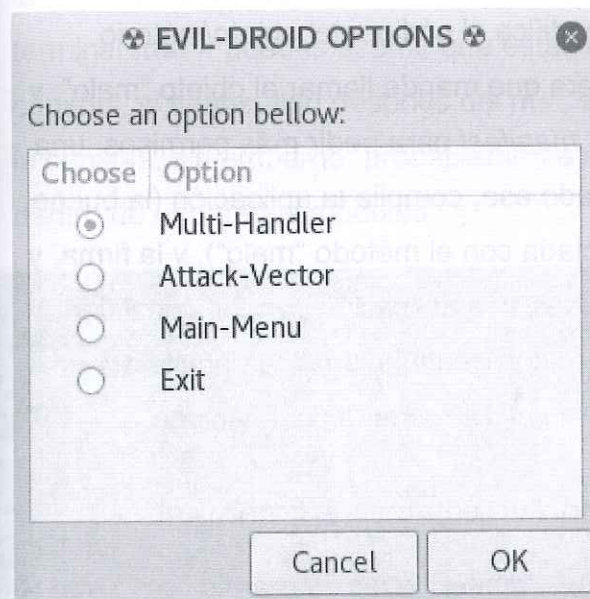 ☢ EVIL-DROID OPTIONS ☢
Choose an option bellow:
Choose Option
Multi-Handler
Attack-Vector
Main-Menu
Exit
Cancel OK